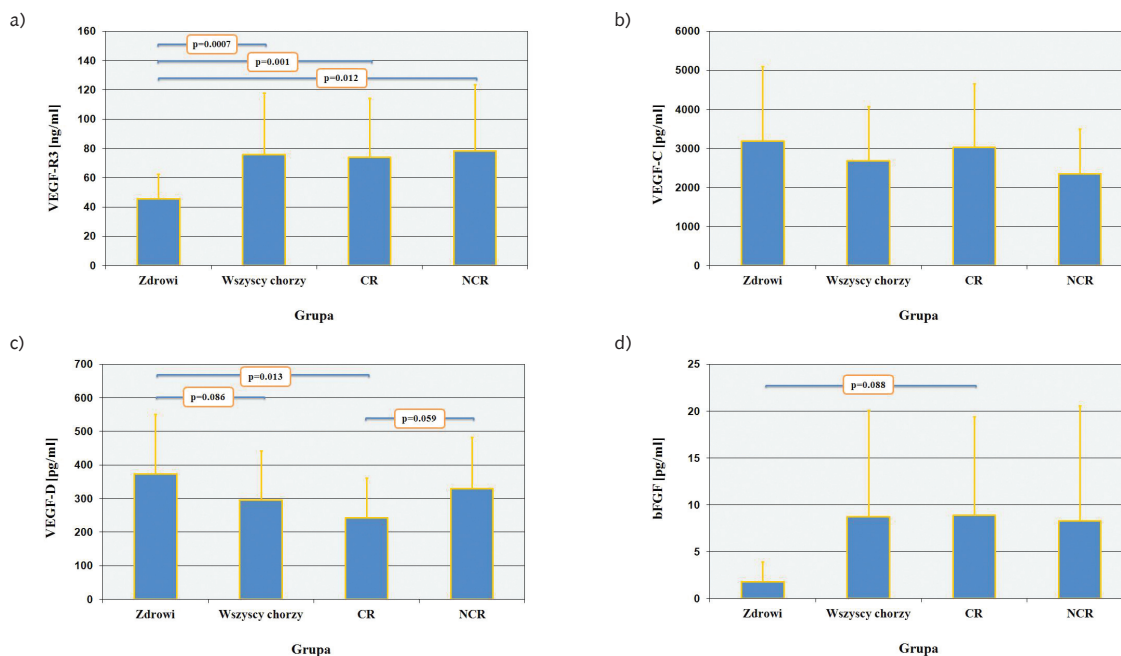 a)
160
140
120
100
80
60
40
20
0
VEGF-R3 [ng/ml]
p=0.0007
p=0.001
p=0.012
Zdrowi Wszyscy chorzy CR NCR
Grupa
b)
6000
5000
4000
3000
2000
1000
0
VEGF-C [pg/ml]
Zdrowi Wszyscy chorzy CR NCR
Grupa
c)
700
600
500
400
300
200
100
0
VEGF-D [pg/ml]
p=0.013
p=0.086
p=0.059
Zdrowi Wszyscy chorzy CR NCR
Grupa
d)
25
20
15
10
5
0
bFGF [pg/ml]
p=0.088
Zdrowi Wszyscy chorzy CR NCR
Grupa